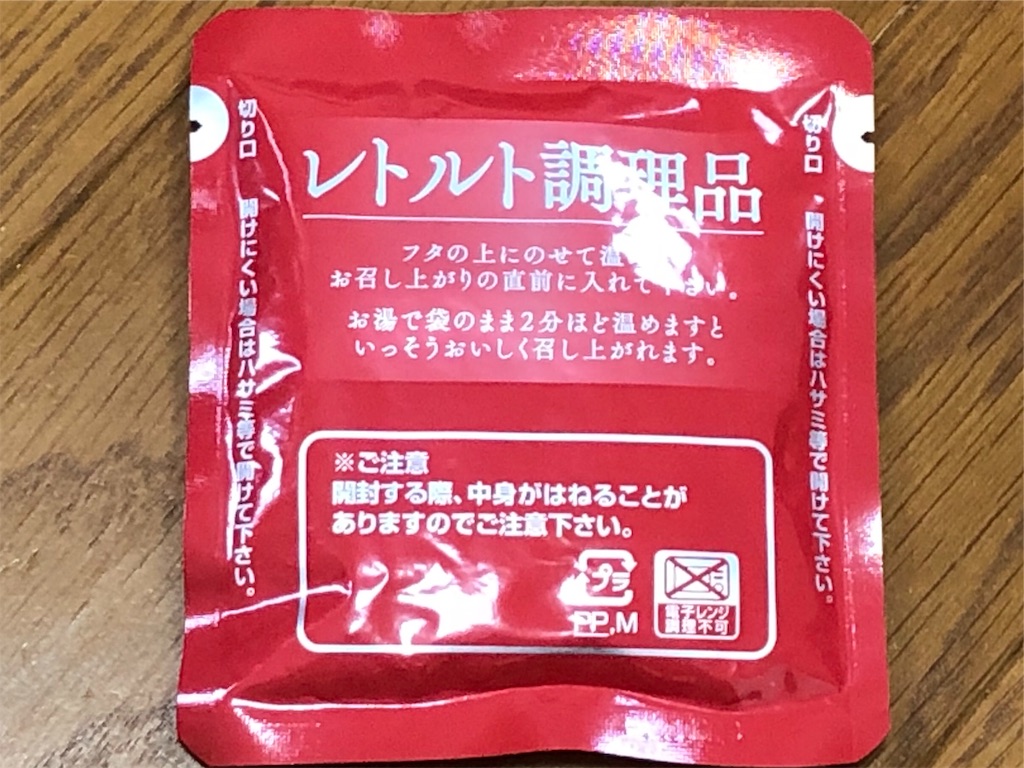 切り口 開けにくい場合はハサミ等で開けて下さい。
レトルト調理品
フタの上にのせて温
お召し上がりの直前に入れて下さい。
お湯で袋のまま2分ほど温めますと
いっそうおいしく召し上がれます。
※ご注意
開封する際、中身がはねることが
ありますのでご注意下さい。
プラ
PP,M
電子レンジ
調理不可
切り口 開けにくい場合はハサミ等で開けて下さい。